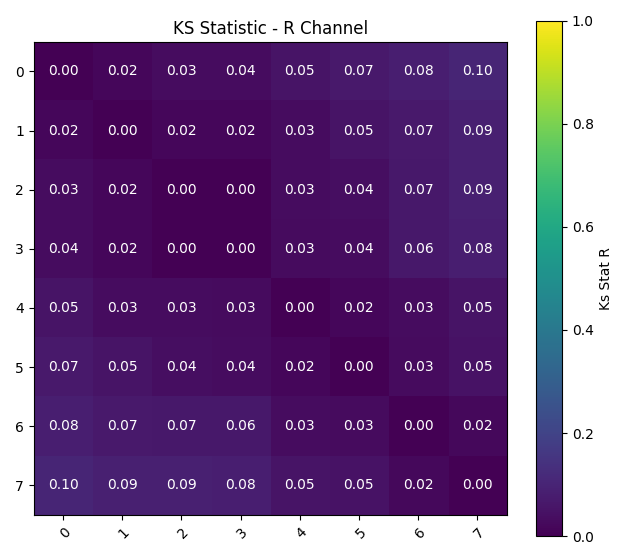 KS Statistic - R Channel
0 0.00 0.02 0.03 0.04 0.05 0.07 0.08 0.10
1 0.02 0.00 0.02 0.02 0.03 0.05 0.07 0.09
2 0.03 0.02 0.00 0.00 0.03 0.04 0.07 0.09
3 0.04 0.02 0.00 0.00 0.03 0.04 0.06 0.08
4 0.05 0.03 0.03 0.03 0.00 0.02 0.03 0.05
5 0.07 0.05 0.04 0.04 0.02 0.00 0.03 0.05
6 0.08 0.07 0.07 0.06 0.03 0.03 0.00 0.02
7 0.10 0.09 0.09 0.08 0.05 0.05 0.02 0.00
0 1 2 3 4 5 6 7
1.0
0.8
0.6
0.4
0.2
0.0
Ks Stat R